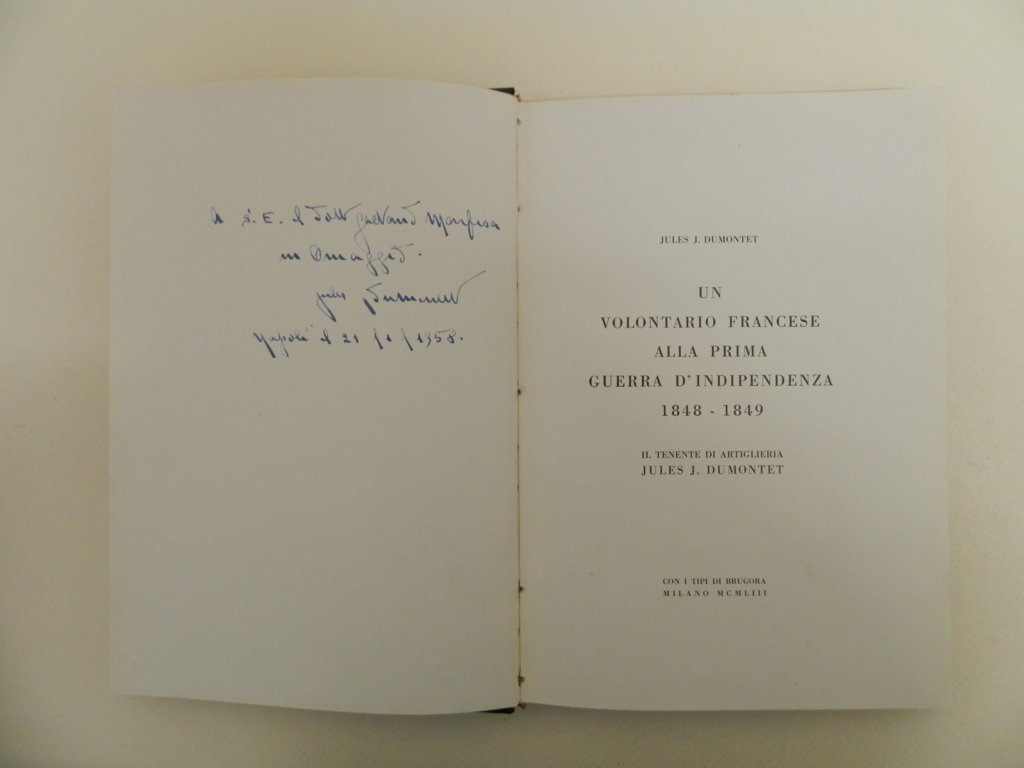 A S. E. il Dott Gaetano
in Omaggio.
Jules Dumontet
Napoli il 21/1/1958.
JULES J. DUMONTET
UN
VOLONTARIO FRANCESE
ALLA PRIMA
GUERRA D'INDIPENDENZA
1848 - 1849
IL TENENTE DI ARTIGLIERIA
JULES J. DUMONTET
CON I TIPI DI BRUGORA
MILANO MCMLIII